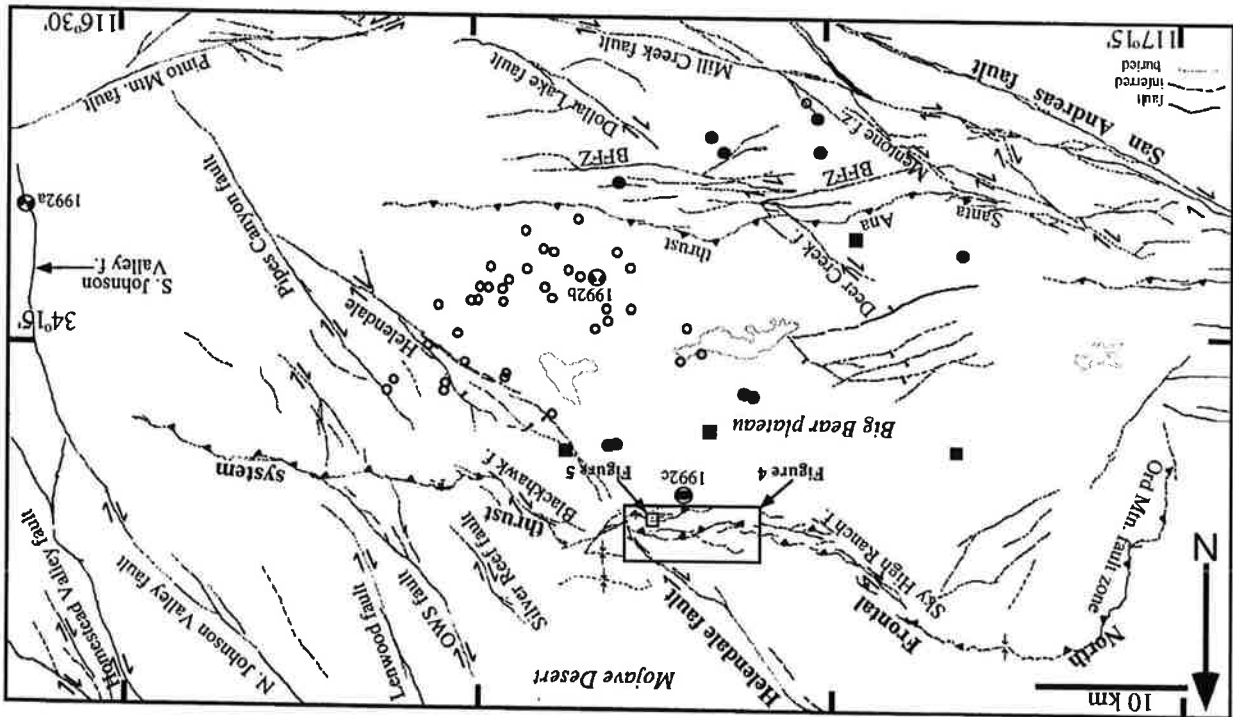 10 km
N
Mojave Desert
Helendale fault
North
Frontal
thrust
system
Ord Mtn. fault zone
Sky High Ranch f.
Silver Reef fault
OWS fault
Lenwood fault
N. Johnson Valley fault
Homestead Valley fault
Blackhawk f.
Figure 4
1992c
Figure 5
Big Bear plateau
34°15'
Helendale
1992b
Pipes Canyon fault
S. Johnson
Valley f.
1992a
Deer Creek f.
Santa
Ana
thrust
BFFZ
BFFZ
San Andreas fault
Mentone f.z.
Mill Creek fault
Dollar Lake fault
Pinto Mtn. fault
fault
inferred
buried
117°15'
116°30'